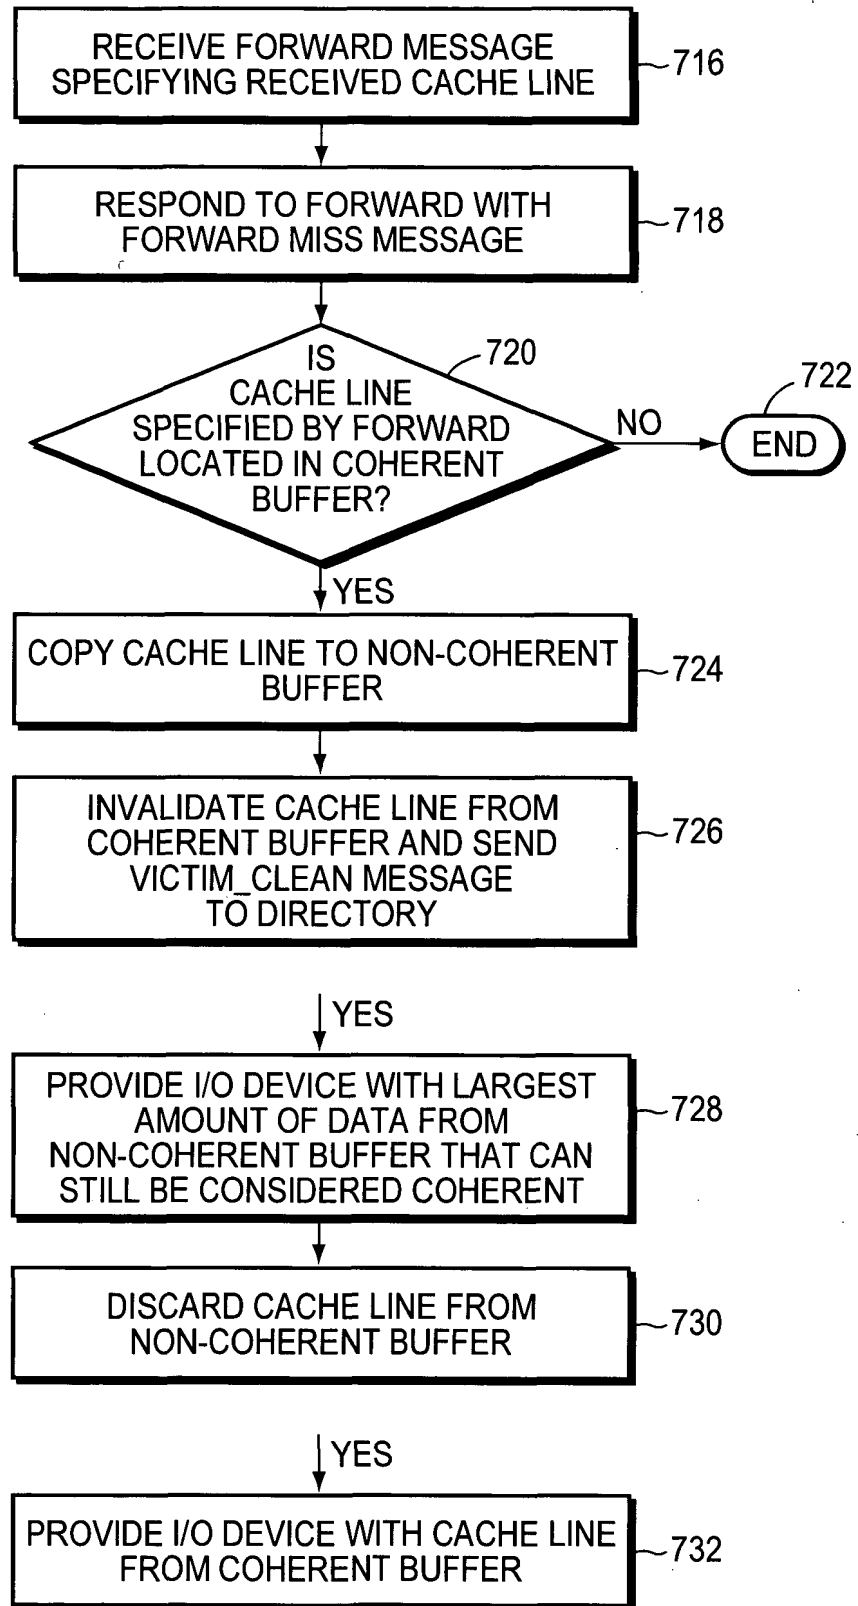 RECEIVE FORWARD MESSAGE
SPECIFYING RECEIVED CACHE LINE
716
RESPOND TO FORWARD WITH
FORWARD MISS MESSAGE
718
IS
CACHE LINE
SPECIFIED BY FORWARD
LOCATED IN COHERENT
BUFFER?
720
NO
722
END
YES
COPY CACHE LINE TO NON-COHERENT
BUFFER
724
INVALIDATE CACHE LINE FROM
COHERENT BUFFER AND SEND
VICTIM_CLEAN MESSAGE
TO DIRECTORY
726
YES
PROVIDE I/O DEVICE WITH LARGEST
AMOUNT OF DATA FROM
NON-COHERENT BUFFER THAT CAN
STILL BE CONSIDERED COHERENT
728
DISCARD CACHE LINE FROM
NON-COHERENT BUFFER
730
YES
PROVIDE I/O DEVICE WITH CACHE LINE
FROM COHERENT BUFFER
732